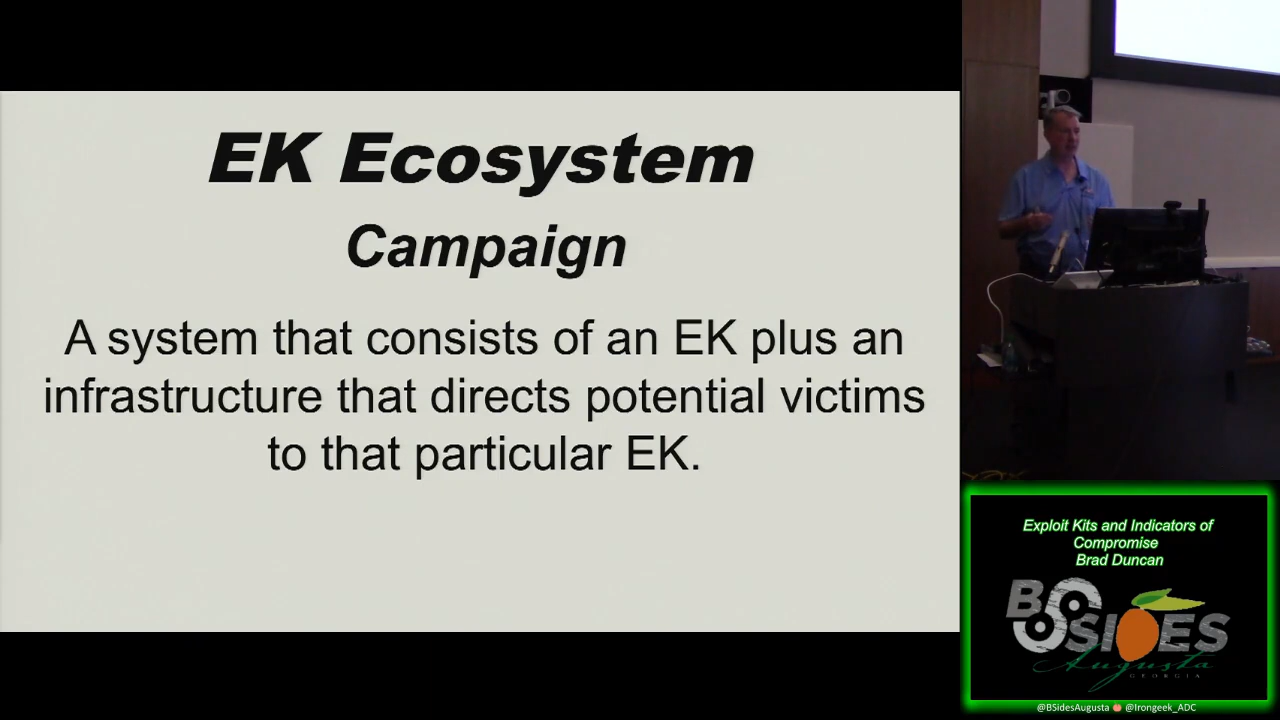 EK Ecosystem
Campaign
A system that consists of an EK plus an
infrastructure that directs potential victims
to that particular EK.
Exploit Kits and Indicators of
Compromise
Brad Duncan
BSIDES
Augusta
GEORGIA
@BSidesAugusta @Irongeek_ADC